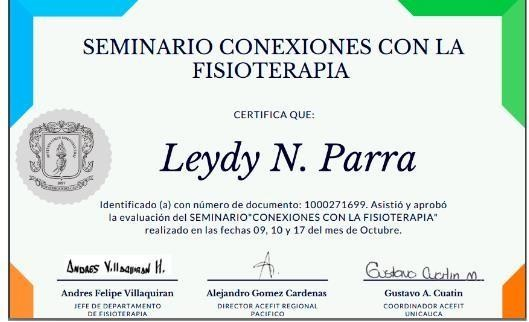 SEMINARIO CONEXIONES CON LA
FISIOTERAPIA
CERTIFICA QUE:
Leydy N. Parra
Identificado (a) con número de documento: 1000271699. Asistió y aprobó
la evaluación del SEMINARIO"CONEXIONES CON LA FISIOTERAPIA"
realizado en las fechas 09, 10 y 17 del mes de Octubre.
ANDRES VILLAQUIRAN H. A. Gustavo Cuatin M
Andres Felipe Villaquiran Alejandro Gomez Cardenas Gustavo A. Cuatin
JEFE DE DEPARTAMENTO DIRECTOR ACEFIT REGIONAL COORDINADOR ACEFIT
DE FISIOTERAPIA PACIFICO UNICAUCA